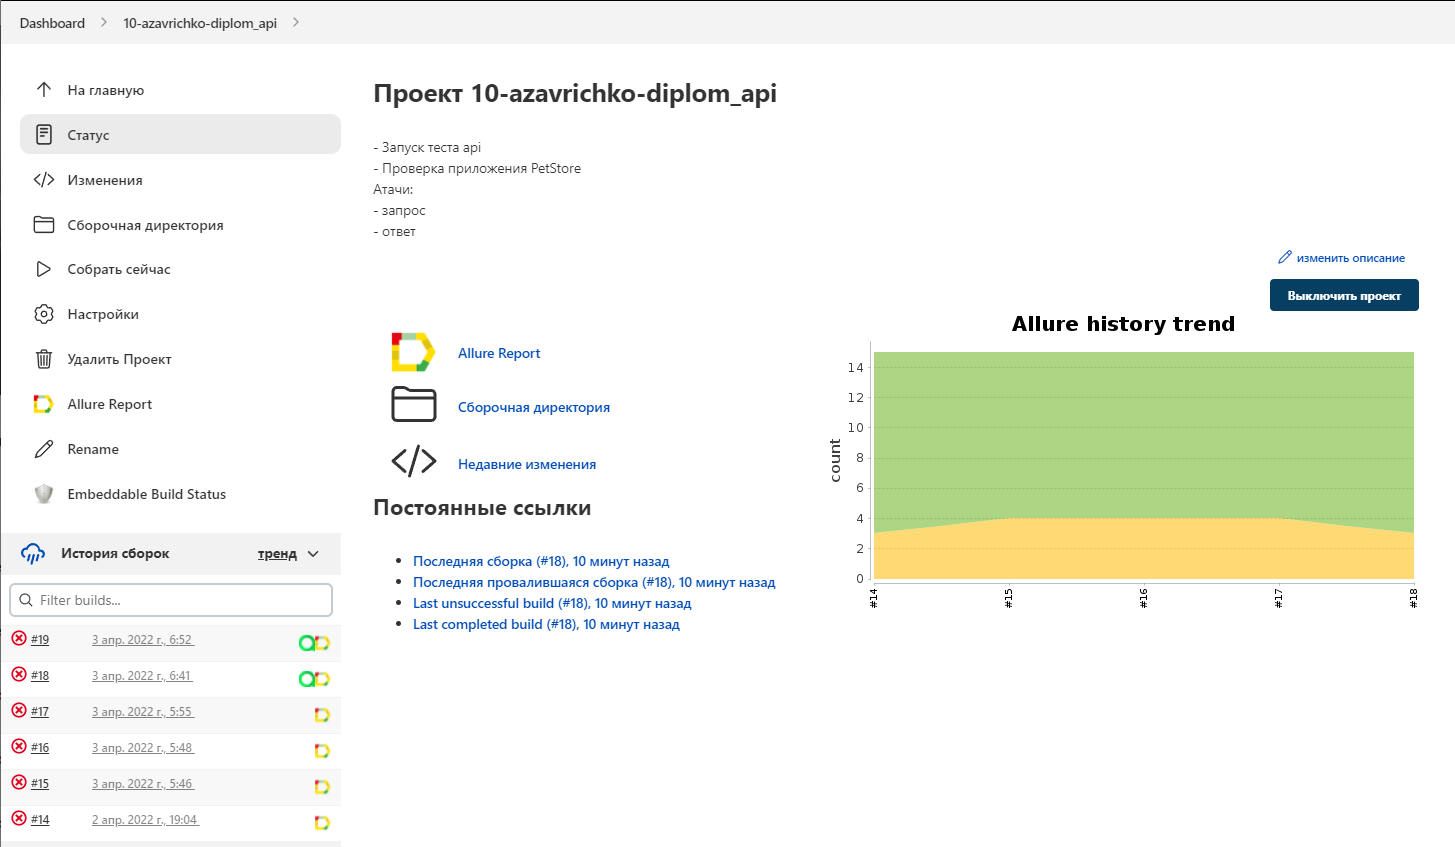 Dashboard
10-azavrichko-diplom_api
На главную
Статус
Изменения
Сборочная директория
Собрать сейчас
Настройки
Удалить Проект
Allure Report
Rename
Embeddable Build Status
История сборок
тренд
Filter builds...
#19 3 апр. 2022 г., 6:52
#18 3 апр. 2022 г., 6:41
#17 3 апр. 2022 г., 5:55
#16 3 апр. 2022 г., 5:48
#15 3 апр. 2022 г., 5:46
#14 2 апр. 2022 г., 19:04
Проект 10-azavrichko-diplom_api
- Запуск теста api
- Проверка приложения PetStore
Атачи:
- запрос
- ответ
изменить описание
Выключить проект
Allure Report
Сборочная директория
Недавние изменения
Постоянные ссылки
Последняя сборка (#18), 10 минут назад
Последняя провалившаяся сборка (#18), 10 минут назад
Last unsuccessful build (#18), 10 минут назад
Last completed build (#18), 10 минут назад
Allure history trend
count
14
12
10
8
6
4
2
0
#14
#15
#16
#17
#18